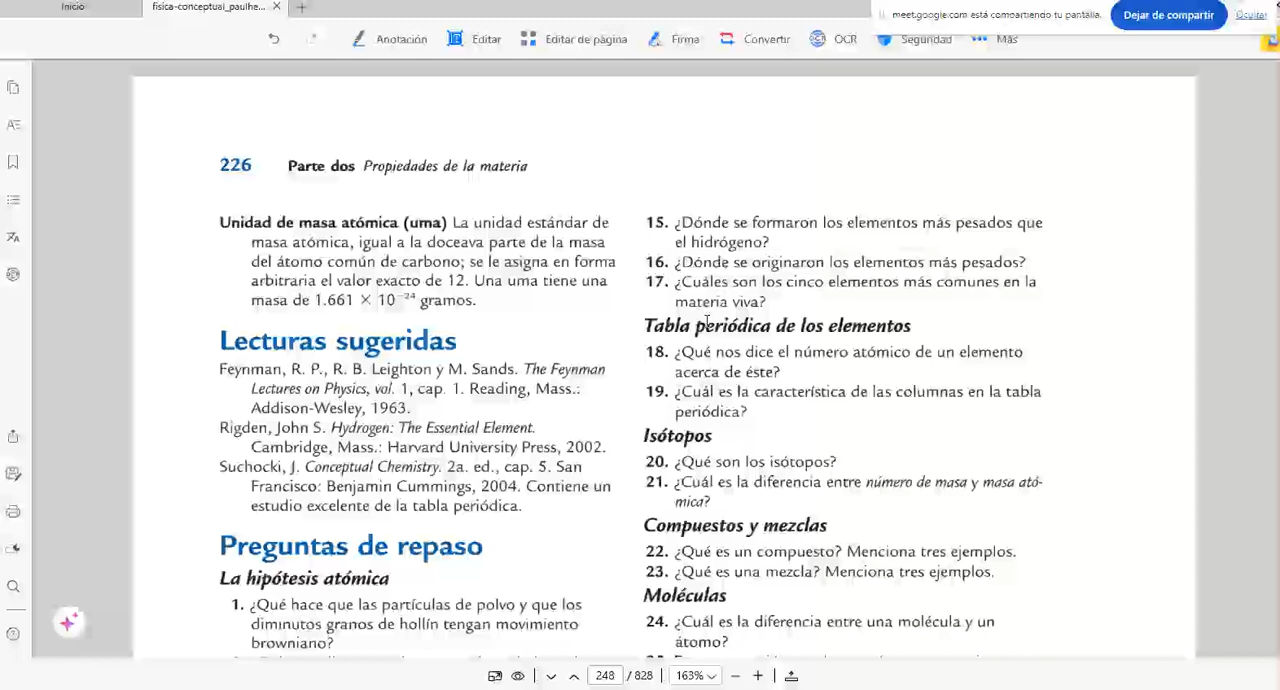 Inicio
fisica-conceptual_paulhe...
meet.google.com está compartiendo tu pantalla.
Dejar de compartir
Ocultar
Anotación
Editar
Editar de página
Firma
Convertir
OCR
Seguridad
Más
226 Parte dos Propiedades de la materia
Unidad de masa atómica (uma) La unidad estándar de
masa atómica, igual a la doceava parte de la masa
del átomo común de carbono; se le asigna en forma
arbitraria el valor exacto de 12. Una uma tiene una
masa de 1.661 × 10⁻²⁴ gramos.
Lecturas sugeridas
Feynman, R. P., R. B. Leighton y M. Sands. The Feynman
Lectures on Physics, vol. 1, cap. 1. Reading, Mass.:
Addison-Wesley, 1963.
Rigden, John S. Hydrogen: The Essential Element.
Cambridge, Mass.: Harvard University Press, 2002.
Suchocki, J. Conceptual Chemistry. 2a. ed., cap. 5. San
Francisco: Benjamin Cummings, 2004. Contiene un
estudio excelente de la tabla periódica.
Preguntas de repaso
La hipótesis atómica
1. ¿Qué hace que las partículas de polvo y que los
diminutos granos de hollín tengan movimiento
browniano?
15. ¿Dónde se formaron los elementos más pesados que
el hidrógeno?
16. ¿Dónde se originaron los elementos más pesados?
17. ¿Cuáles son los cinco elementos más comunes en la
materia viva?
Tabla periódica de los elementos
18. ¿Qué nos dice el número atómico de un elemento
acerca de éste?
19. ¿Cuál es la característica de las columnas en la tabla
periódica?
Isótopos
20. ¿Qué son los isótopos?
21. ¿Cuál es la diferencia entre número de masa y masa ató-
mica?
Compuestos y mezclas
22. ¿Qué es un compuesto? Menciona tres ejemplos.
23. ¿Qué es una mezcla? Menciona tres ejemplos.
Moléculas
24. ¿Cuál es la diferencia entre una molécula y un
átomo?
248 / 828
163%